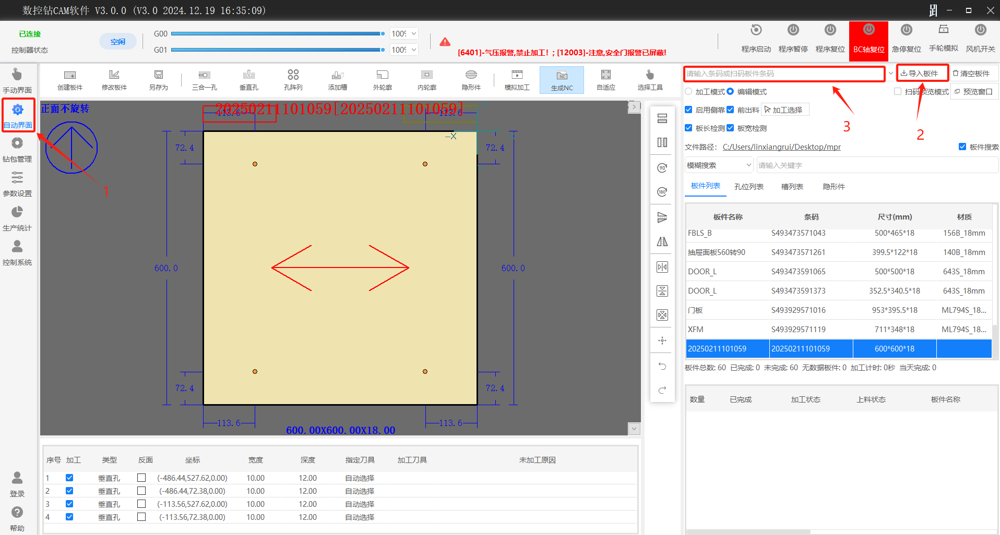 数控钻CAM软件 V3.0.0 (V3.0 2024.12.19 16:35:09)
已连接
控制器状态
空闲
G00
100%
G01
100%
[6401]-气压报警,禁止加工! ; [12003]-注意,安全门报警已屏蔽!
程序启动
程序暂停
程序复位
BC轴复位
急停复位
手轮模拟
风机开关
手动界面
自动界面
钻包管理
参数设置
生产统计
控制系统
登录
帮助
创建板件
修改板件
另存为
三合一孔
垂直孔
孔阵列
添加槽
外轮廓
内轮廓
隐形件
模拟加工
NC
生成NC
自适应
选择工具
正面不旋转
20250211101059[20250211101059]
113.6
113.6
-X
72.4
72.4
600.0
600.0
72.4
72.4
113.6
113.6
600.00X600.00X18.00
1
90°
180°
请输入条码或扫码板件条码
导入板件
清空板件
加工模式
编辑模式
扫码预览模式
预览窗口
启用侧靠
前出料
加工选择
板长检测
板宽检测
3
2
文件路径: C:/Users/linxiangrui/Desktop/mpr
板件搜索
模糊搜索
请输入关键字
板件列表 孔位列表 槽列表 隐形件
板件名称 条码 尺寸(mm) 材质
FBLS_B S493473571043 500*465*18 156B_18mm
抽屉面板560转90 S493473571261 399.5*122*18 140B_18mm
DOOR_L S493473591065 500*500*18 643S_18mm
DOOR_L S493473591373 352.5*340.5*18 643S_18mm
门板 S493929571016 953*395.5*18 ML794S_18...
XFM S493929571119 711*348*18 ML794S_18...
20250211101059 20250211101059 600*600*18
板件总数: 60 已完成: 0 未完成: 60 无数据板件: 0 加工计时: 0秒 当天完成: 0
数量 已完成 加工状态 上料状态 板件名称
序号 加工 类型 反面 坐标 宽度 深度 指定刀具 加工刀具 未加工原因
1 垂直孔 (-486.44,527.62,0.00) 10.00 12.00 自动选择
2 垂直孔 (-486.44,72.38,0.00) 10.00 12.00 自动选择
3 垂直孔 (-113.56,527.62,0.00) 10.00 12.00 自动选择
4 垂直孔 (-113.56,72.38,0.00) 10.00 12.00 自动选择